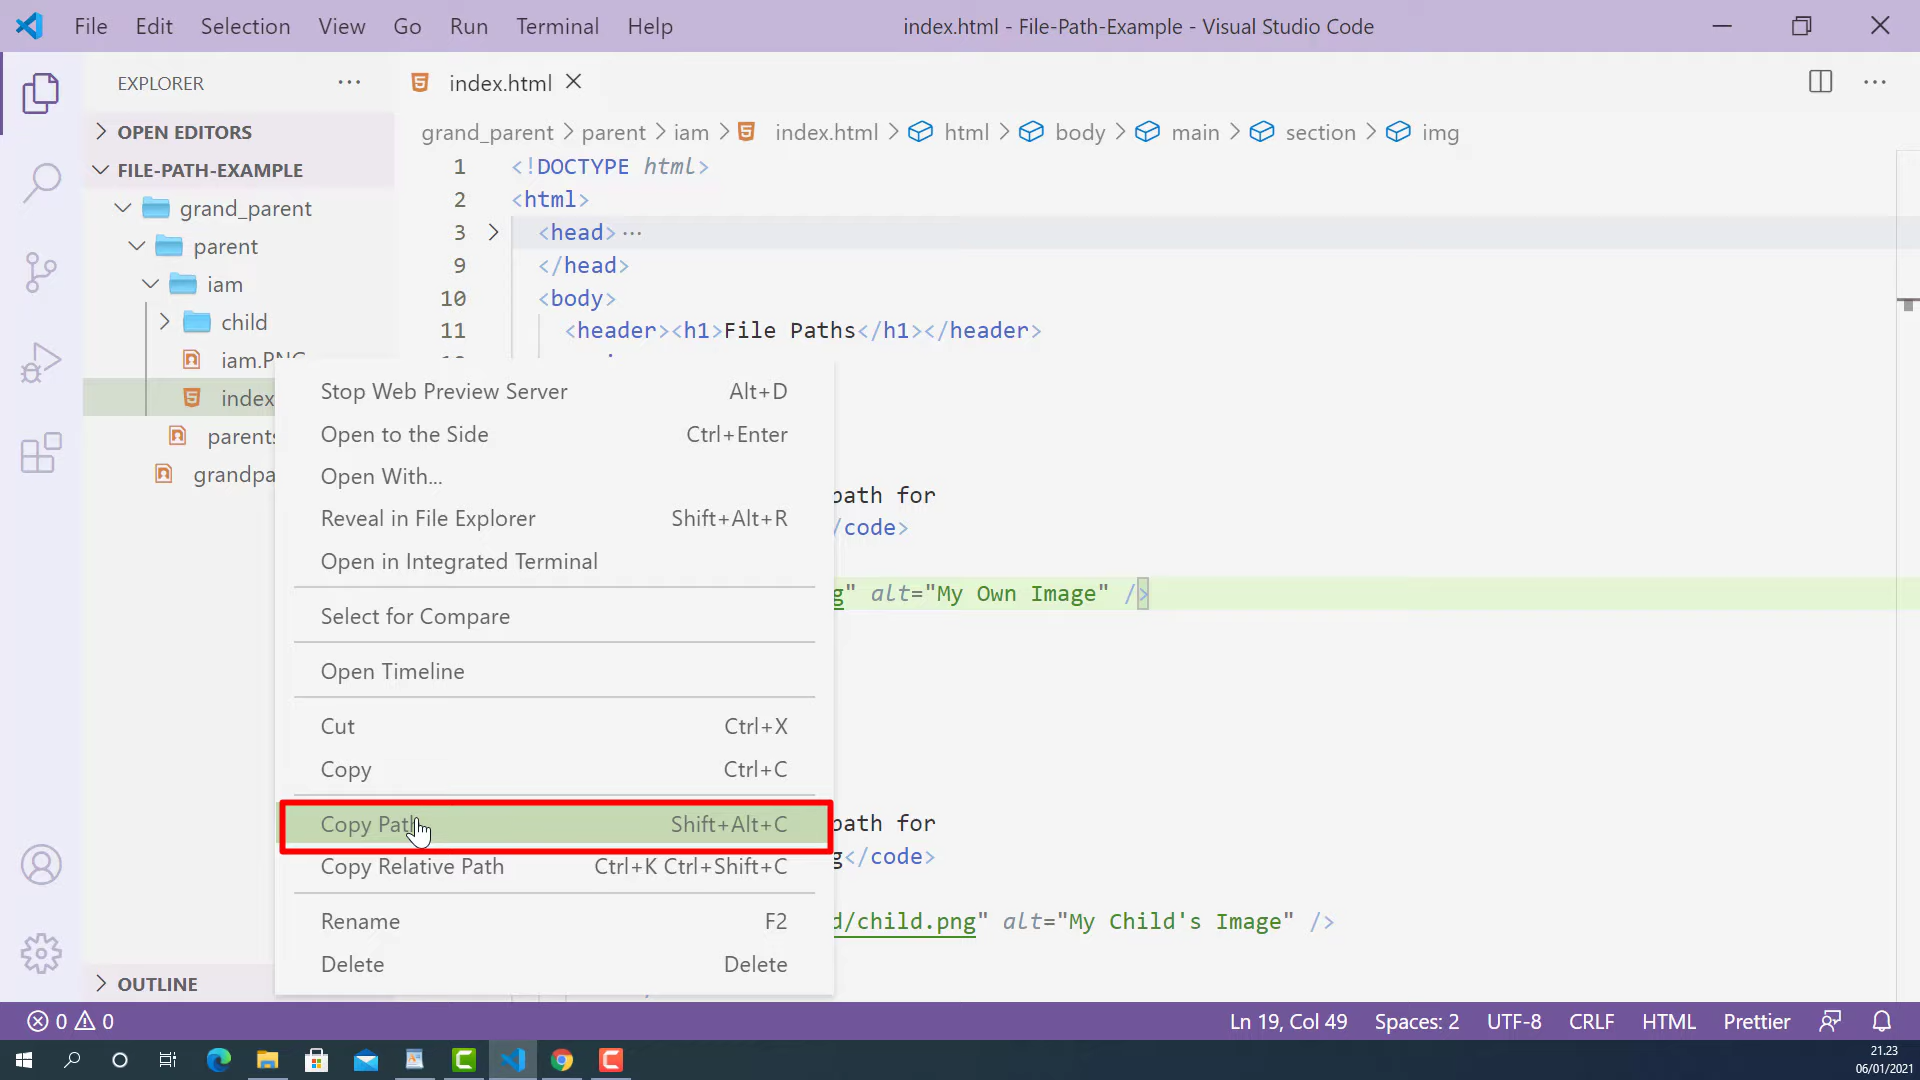 File Edit Selection View Go Run Terminal Help index.html - File-Path-Example - Visual Studio Code
EXPLORER ··· index.html
OPEN EDITORS
FILE-PATH-EXAMPLE
grand_parent
parent
iam
child
iam.PNG
index
parents
grandpa
grand_parent > parent > iam > index.html > html > body > main > section > img
1 <!DOCTYPE html>
2 <html>
3 <head>···
9 </head>
10 <body>
11 <header><h1>File Paths</h1></header>
path for
/code>
g" alt="My Own Image" />
path for
g</code>
d/child.png" alt="My Child's Image" />
Stop Web Preview Server Alt+D
Open to the Side Ctrl+Enter
Open With...
Reveal in File Explorer Shift+Alt+R
Open in Integrated Terminal
Select for Compare
Open Timeline
Cut Ctrl+X
Copy Ctrl+C
Copy Path Shift+Alt+C
Copy Relative Path Ctrl+K Ctrl+Shift+C
Rename F2
Delete Delete
OUTLINE
0 0 Ln 19, Col 49 Spaces: 2 UTF-8 CRLF HTML Prettier
21.23
06/01/2021